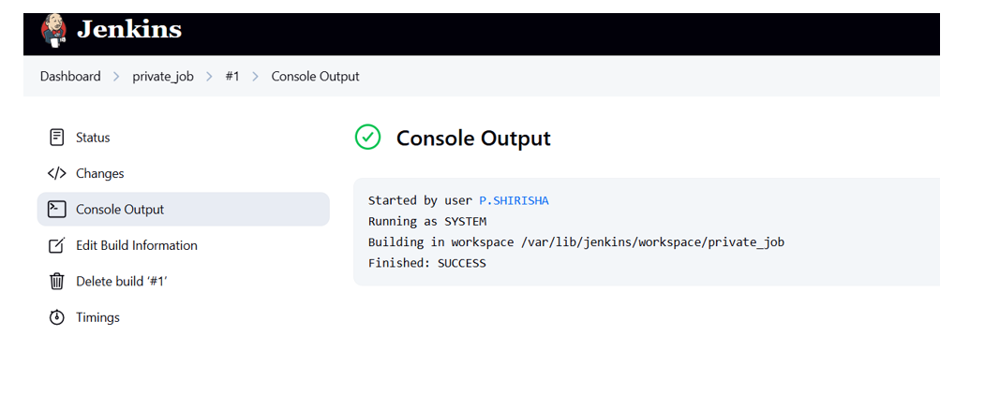 Jenkins
Dashboard > private_job > #1 > Console Output
Status
Changes
Console Output
Edit Build Information
Delete build ‘#1’
Timings
Console Output
Started by user P.SHIRISHA
Running as SYSTEM
Building in workspace /var/lib/jenkins/workspace/private_job
Finished: SUCCESS